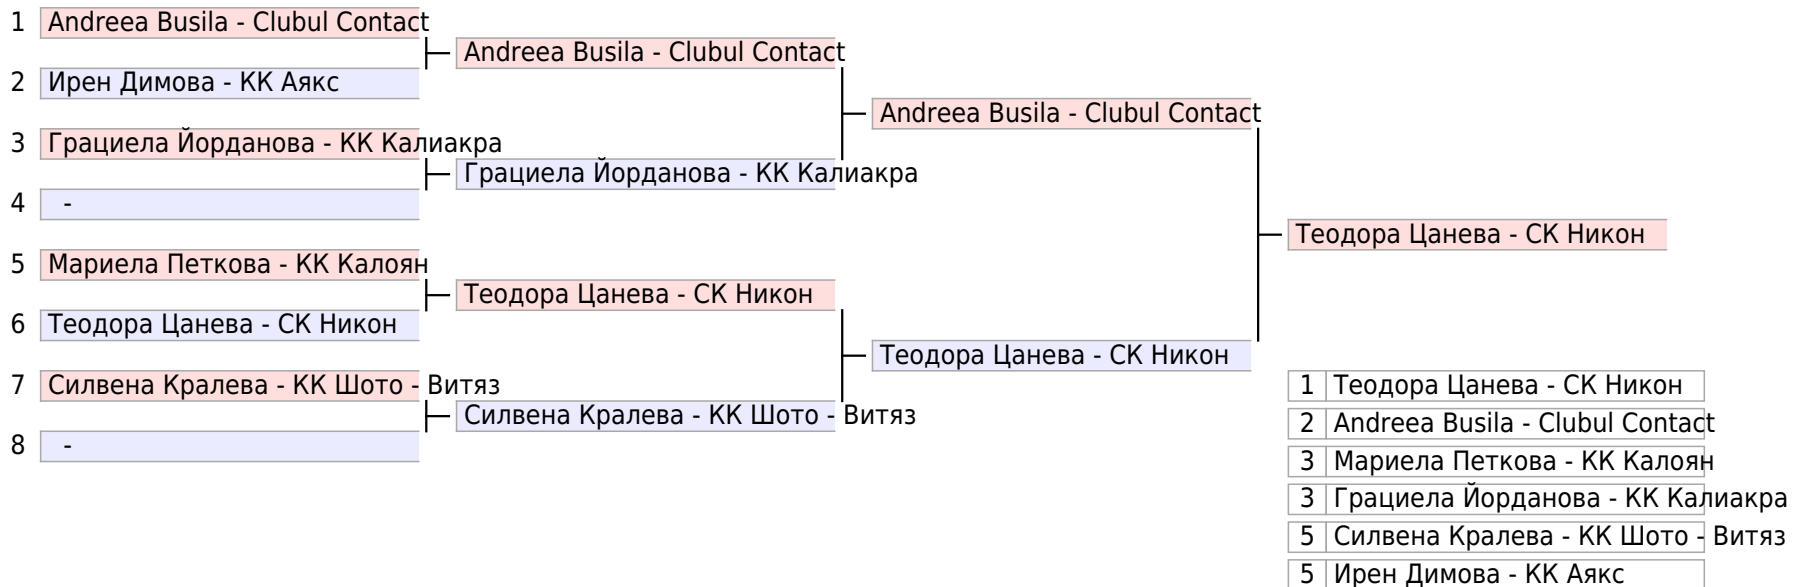 1 Andreea Busila - Clubul Contact
Andreea Busila - Clubul Contact
2 Ирен Димова - КК Аякс
Andreea Busila - Clubul Contact
3 Грациела Йорданова - КК Калиакра
Грациела Йорданова - КК Калиакра
4 -
Теодора Цанева - СК Никон
5 Мариела Петкова - КК Калоян
Теодора Цанева - СК Никон
6 Теодора Цанева - СК Никон
Теодора Цанева - СК Никон
7 Силвена Кралева - КК Шото - Витяз
Силвена Кралева - КК Шото - Витяз
8 -
1 Теодора Цанева - СК Никон
2 Andreea Busila - Clubul Contact
3 Мариела Петкова - КК Калоян
3 Грациела Йорданова - КК Калиакра
5 Силвена Кралева - КК Шото - Витяз
5 Ирен Димова - КК Аякс